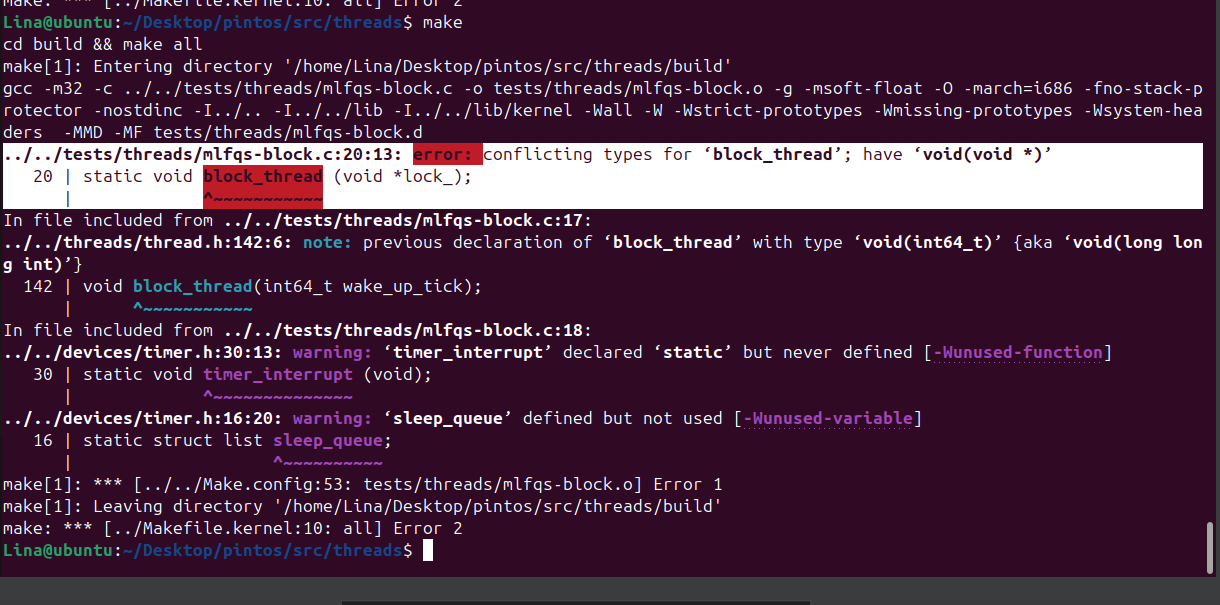 make: *** [../Makefile.kernel:10: all] Error 2
Lina@ubuntu:~/Desktop/pintos/src/threads$ make
cd build && make all
make[1]: Entering directory '/home/Lina/Desktop/pintos/src/threads/build'
gcc -m32 -c ../../tests/threads/mlfqs-block.c -o tests/threads/mlfqs-block.o -g -msoft-float -O -march=i686 -fno-stack-p
rotector -nostdinc -I../.. -I../../lib -I../../lib/kernel -Wall -W -Wstrict-prototypes -Wmissing-prototypes -Wsystem-hea
ders  -MMD -MF tests/threads/mlfqs-block.d
../../tests/threads/mlfqs-block.c:20:13: error: conflicting types for ‘block_thread’; have ‘void(void *)’
   20 | static void block_thread (void *lock_);
      |             ^~~~~~~~~~~~
In file included from ../../tests/threads/mlfqs-block.c:17:
../../threads/thread.h:142:6: note: previous declaration of ‘block_thread’ with type ‘void(int64_t)’ {aka ‘void(long lon
g int)’}
  142 | void block_thread(int64_t wake_up_tick);
      |      ^~~~~~~~~~~~
In file included from ../../tests/threads/mlfqs-block.c:18:
../../devices/timer.h:30:13: warning: ‘timer_interrupt’ declared ‘static’ but never defined [-Wunused-function]
   30 | static void timer_interrupt (void);
      |             ^~~~~~~~~~~~~~~
../../devices/timer.h:16:20: warning: ‘sleep_queue’ defined but not used [-Wunused-variable]
   16 | static struct list sleep_queue;
      |                    ^~~~~~~~~~~
make[1]: *** [../../Make.config:53: tests/threads/mlfqs-block.o] Error 1
make[1]: Leaving directory '/home/Lina/Desktop/pintos/src/threads/build'
make: *** [../Makefile.kernel:10: all] Error 2
Lina@ubuntu:~/Desktop/pintos/src/threads$